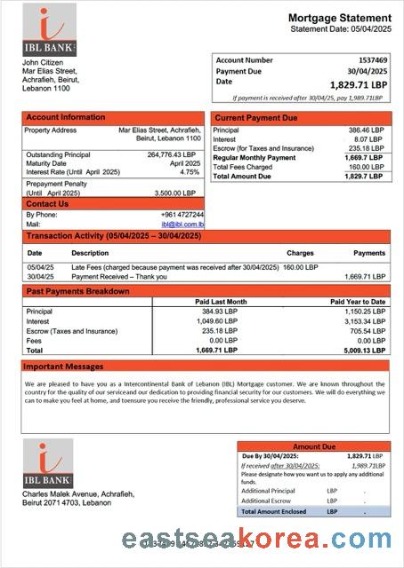 IBL BANK
Mortgage Statement
Statement Date: 05/04/2025
John Citizen
Mar Elias Street,
Achrafieh, Beirut,
Lebanon 1100
Account Number 1537469
Payment Due 30/04/2025
Date 1,829.71 LBP
If payment is received after 30/04/25, pay 1,989.71LBP
Account Information
Property Address Mar Elias Street, Achrafieh,
Beirut, Lebanon 1100
Outstanding Principal 264,776.43 LBP
Maturity Date April 2025
Interest Rate (Until April 2025) 4.75%
Prepayment Penalty
(Until April 2025) 3,500.00 LBP
Current Payment Due
Principal 386.46 LBP
Interest 8.07 LBP
Escrow (for Taxes and Insurance) 235.18 LBP
Regular Monthly Payment 1,669.7 LBP
Total Fees Charged 160.00 LBP
Total Amount Due 1,829.7 LBP
Contact Us
By Phone: +961 4727244
Mail: ibl@ibl.com.lb
Transaction Activity (05/04/2025 – 30/04/2025)
Date Description Charges Payments
05/04/25 Late Fees (charged because payment was received after 30/04/2025) 160.00 LBP
30/04/25 Payment Received – Thank you 1,669.71 LBP
Past Payments Breakdown
Paid Last Month Paid Year to Date
Principal 384.93 LBP 1,150.25 LBP
Interest 1,049.60 LBP 3,153.34 LBP
Escrow (Taxes and Insurance) 235.18 LBP 705.54 LBP
Fees 0.00 LBP 0.00 LBP
Total 1,669.71 LBP 5,009.13 LBP
Important Messages
We are pleased to have you as a Intercontinental Bank of Lebanon (IBL) Mortgage customer. We are known throughout the
country for the quality of our serviceand our dedication to providing financial security for our customers. We will do everything we
can to make you feel at home, and toensure you receive the friendly, professional service you deserve.
IBL BANK
Charles Malek Avenue, Achrafieh,
Beirut 2071 4703, Lebanon
Amount Due
Due By 30/04/2025: 1,829.71 LBP
If received after 30/04/2025: 1,989.71LBP
Please designate how you want us to apply any additional
funds.
Additional Principal LBP .
Additional Escrow LBP .
Total Amount Enclosed LBP .
eastseakorea.com